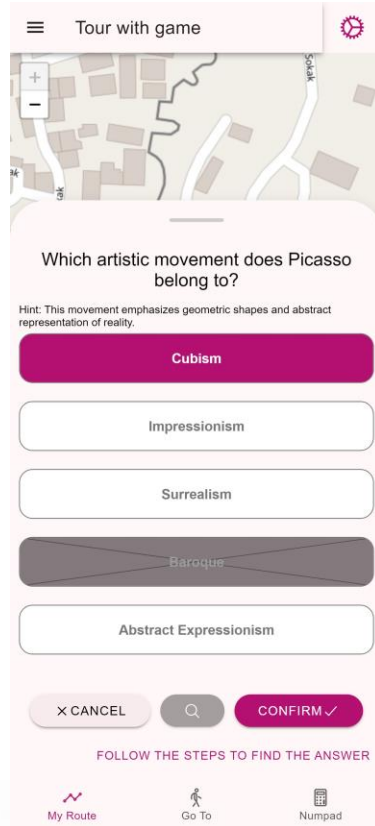 Tour with game
+
−
Sokak
ak
ak
Which artistic movement does Picasso
belong to?
Hint: This movement emphasizes geometric shapes and abstract
representation of reality.
Cubism
Impressionism
Surrealism
Baroque
Abstract Expressionism
× CANCEL
CONFIRM ✓
FOLLOW THE STEPS TO FIND THE ANSWER
My Route
Go To
Numpad